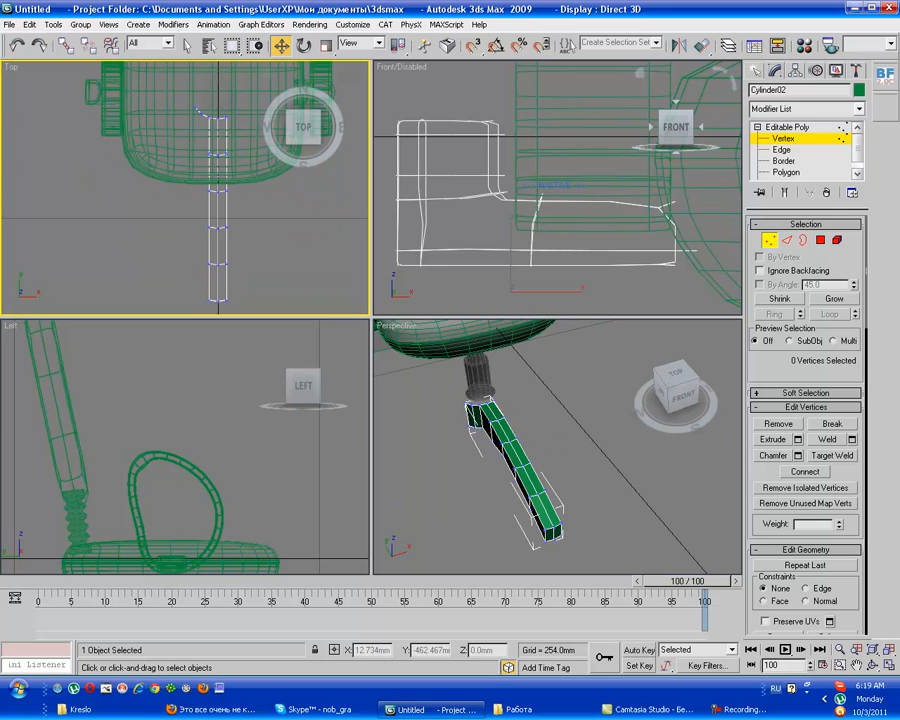 Untitled - Project Folder: C:\Documents and Settings\UserXP\Мои документы\3dsmax - Autodesk 3ds Max 2009 - Display : Direct 3D
File Edit Tools Group Views Create Modifiers Animation Graph Editors Rendering Customize CAT PhysX MAXScript Help
All View Create Selection Set
Top
TOP
Front/Disabled
FRONT
Left
LEFT
Perspective
TOP
FRONT
BF
Cylinder02
Modifier List
Editable Poly
Vertex
Edge
Border
Polygon
Selection
By Vertex
Ignore Backfacing
By Angle: 45.0
Shrink Grow
Ring Loop
Preview Selection
Off SubObj Multi
0 Vertices Selected
Soft Selection
Edit Vertices
Remove Break
Extrude Weld
Chamfer Target Weld
Connect
Remove Isolated Vertices
Remove Unused Map Verts
Weight:
Edit Geometry
Repeat Last
Constraints
None Edge
Face Normal
Preserve UVs
100 / 100
0 5 10 15 20 25 30 35 40 45 50 55 60 65 70 75 80 85 90 95 100
1 Object Selected X: 12.734mm Y: -462.467mm Z: 0.0mm Grid = 254.0mm Auto Key Selected
ini Listener Click or click-and-drag to select objects Add Time Tag Set Key Key Filters... 100
RU 6:19 AM
Monday
10/3/2011
Kreslo Это все очень не к... Skype™ - nob_gra Untitled - Project ... Работа Camtasia Studio - Бе... Recording...